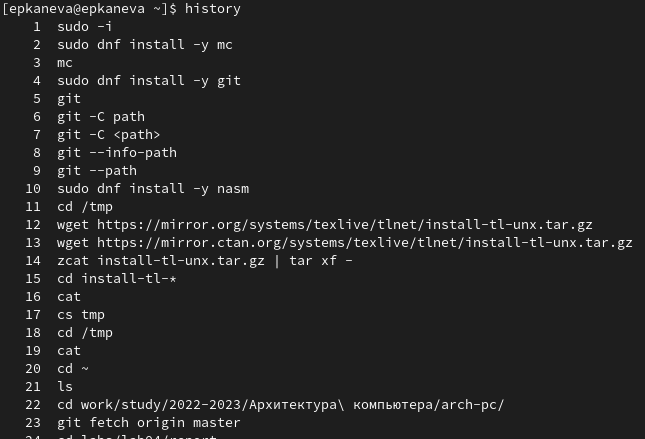 [epkaneva@epkaneva ~]$ history
1 sudo -i
2 sudo dnf install -y mc
3 mc
4 sudo dnf install -y git
5 git
6 git -C path
7 git -C <path>
8 git --info-path
9 git --path
10 sudo dnf install -y nasm
11 cd /tmp
12 wget https://mirror.org/systems/texlive/tlnet/install-tl-unx.tar.gz
13 wget https://mirror.ctan.org/systems/texlive/tlnet/install-tl-unx.tar.gz
14 zcat install-tl-unx.tar.gz | tar xf -
15 cd install-tl-*
16 cat
17 cs tmp
18 cd /tmp
19 cat
20 cd ~
21 ls
22 cd work/study/2022-2023/Архитектура\ компьютера/arch-pc/
23 git fetch origin master